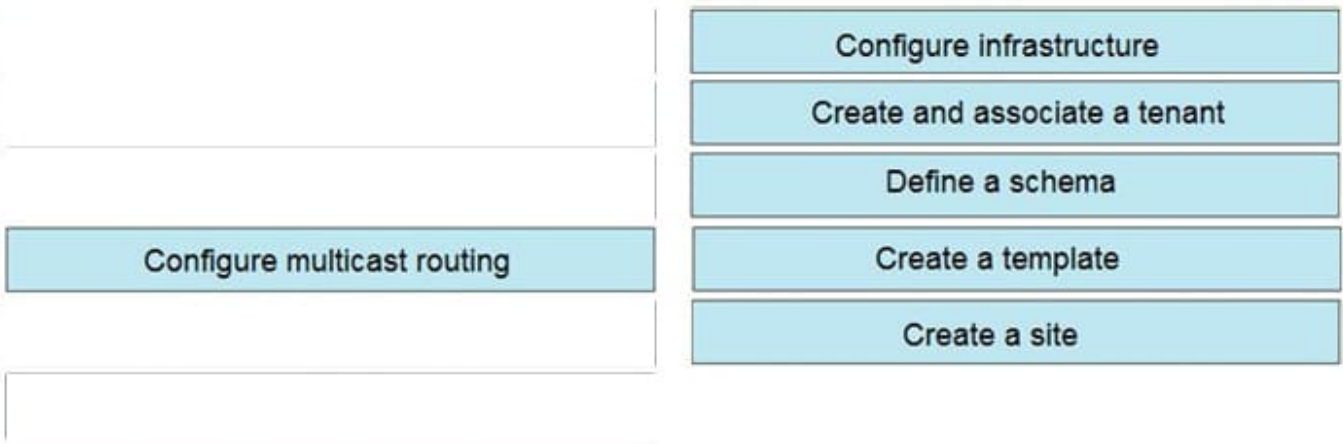 Configure infrastructure
Create and associate a tenant
Define a schema
Configure multicast routing
Create a template
Create a site